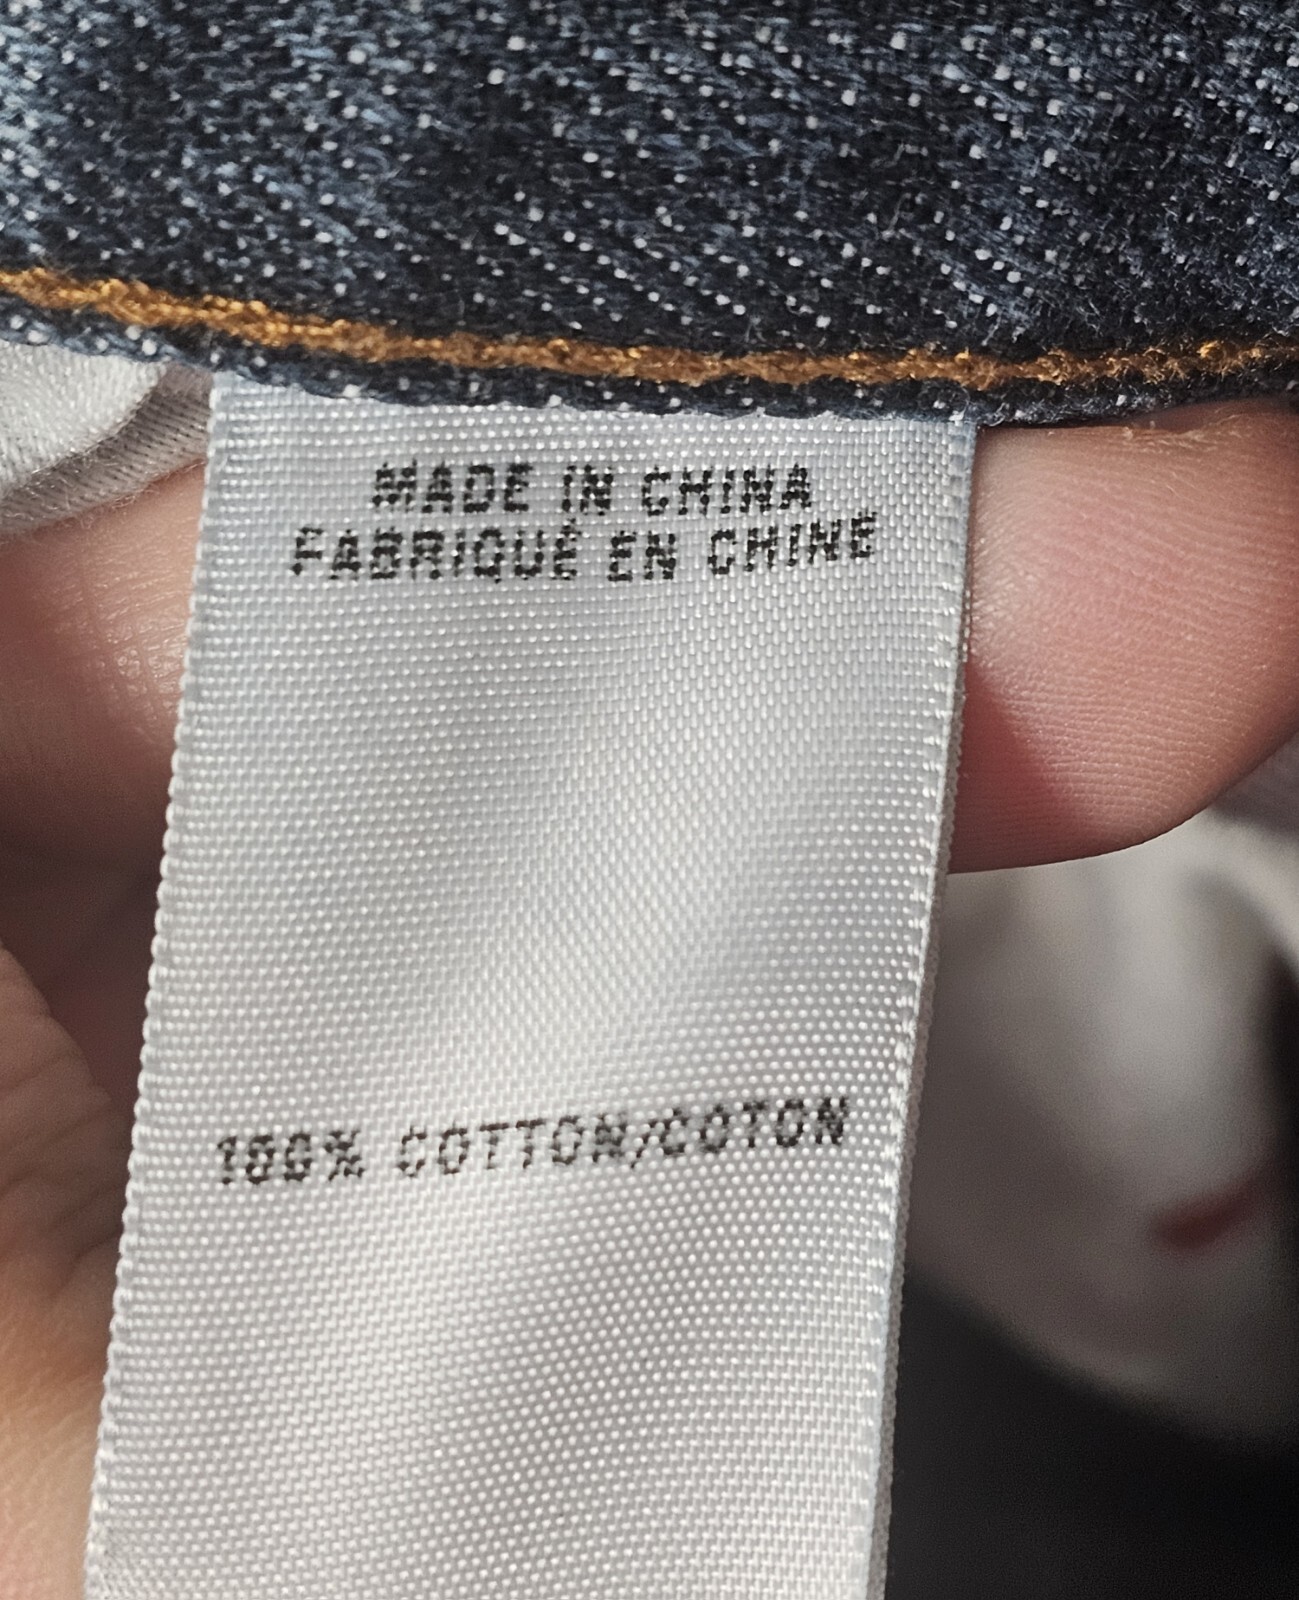 MADE IN CHINA
FABRIQUÉ EN CHINE
100% COTTON/COTON